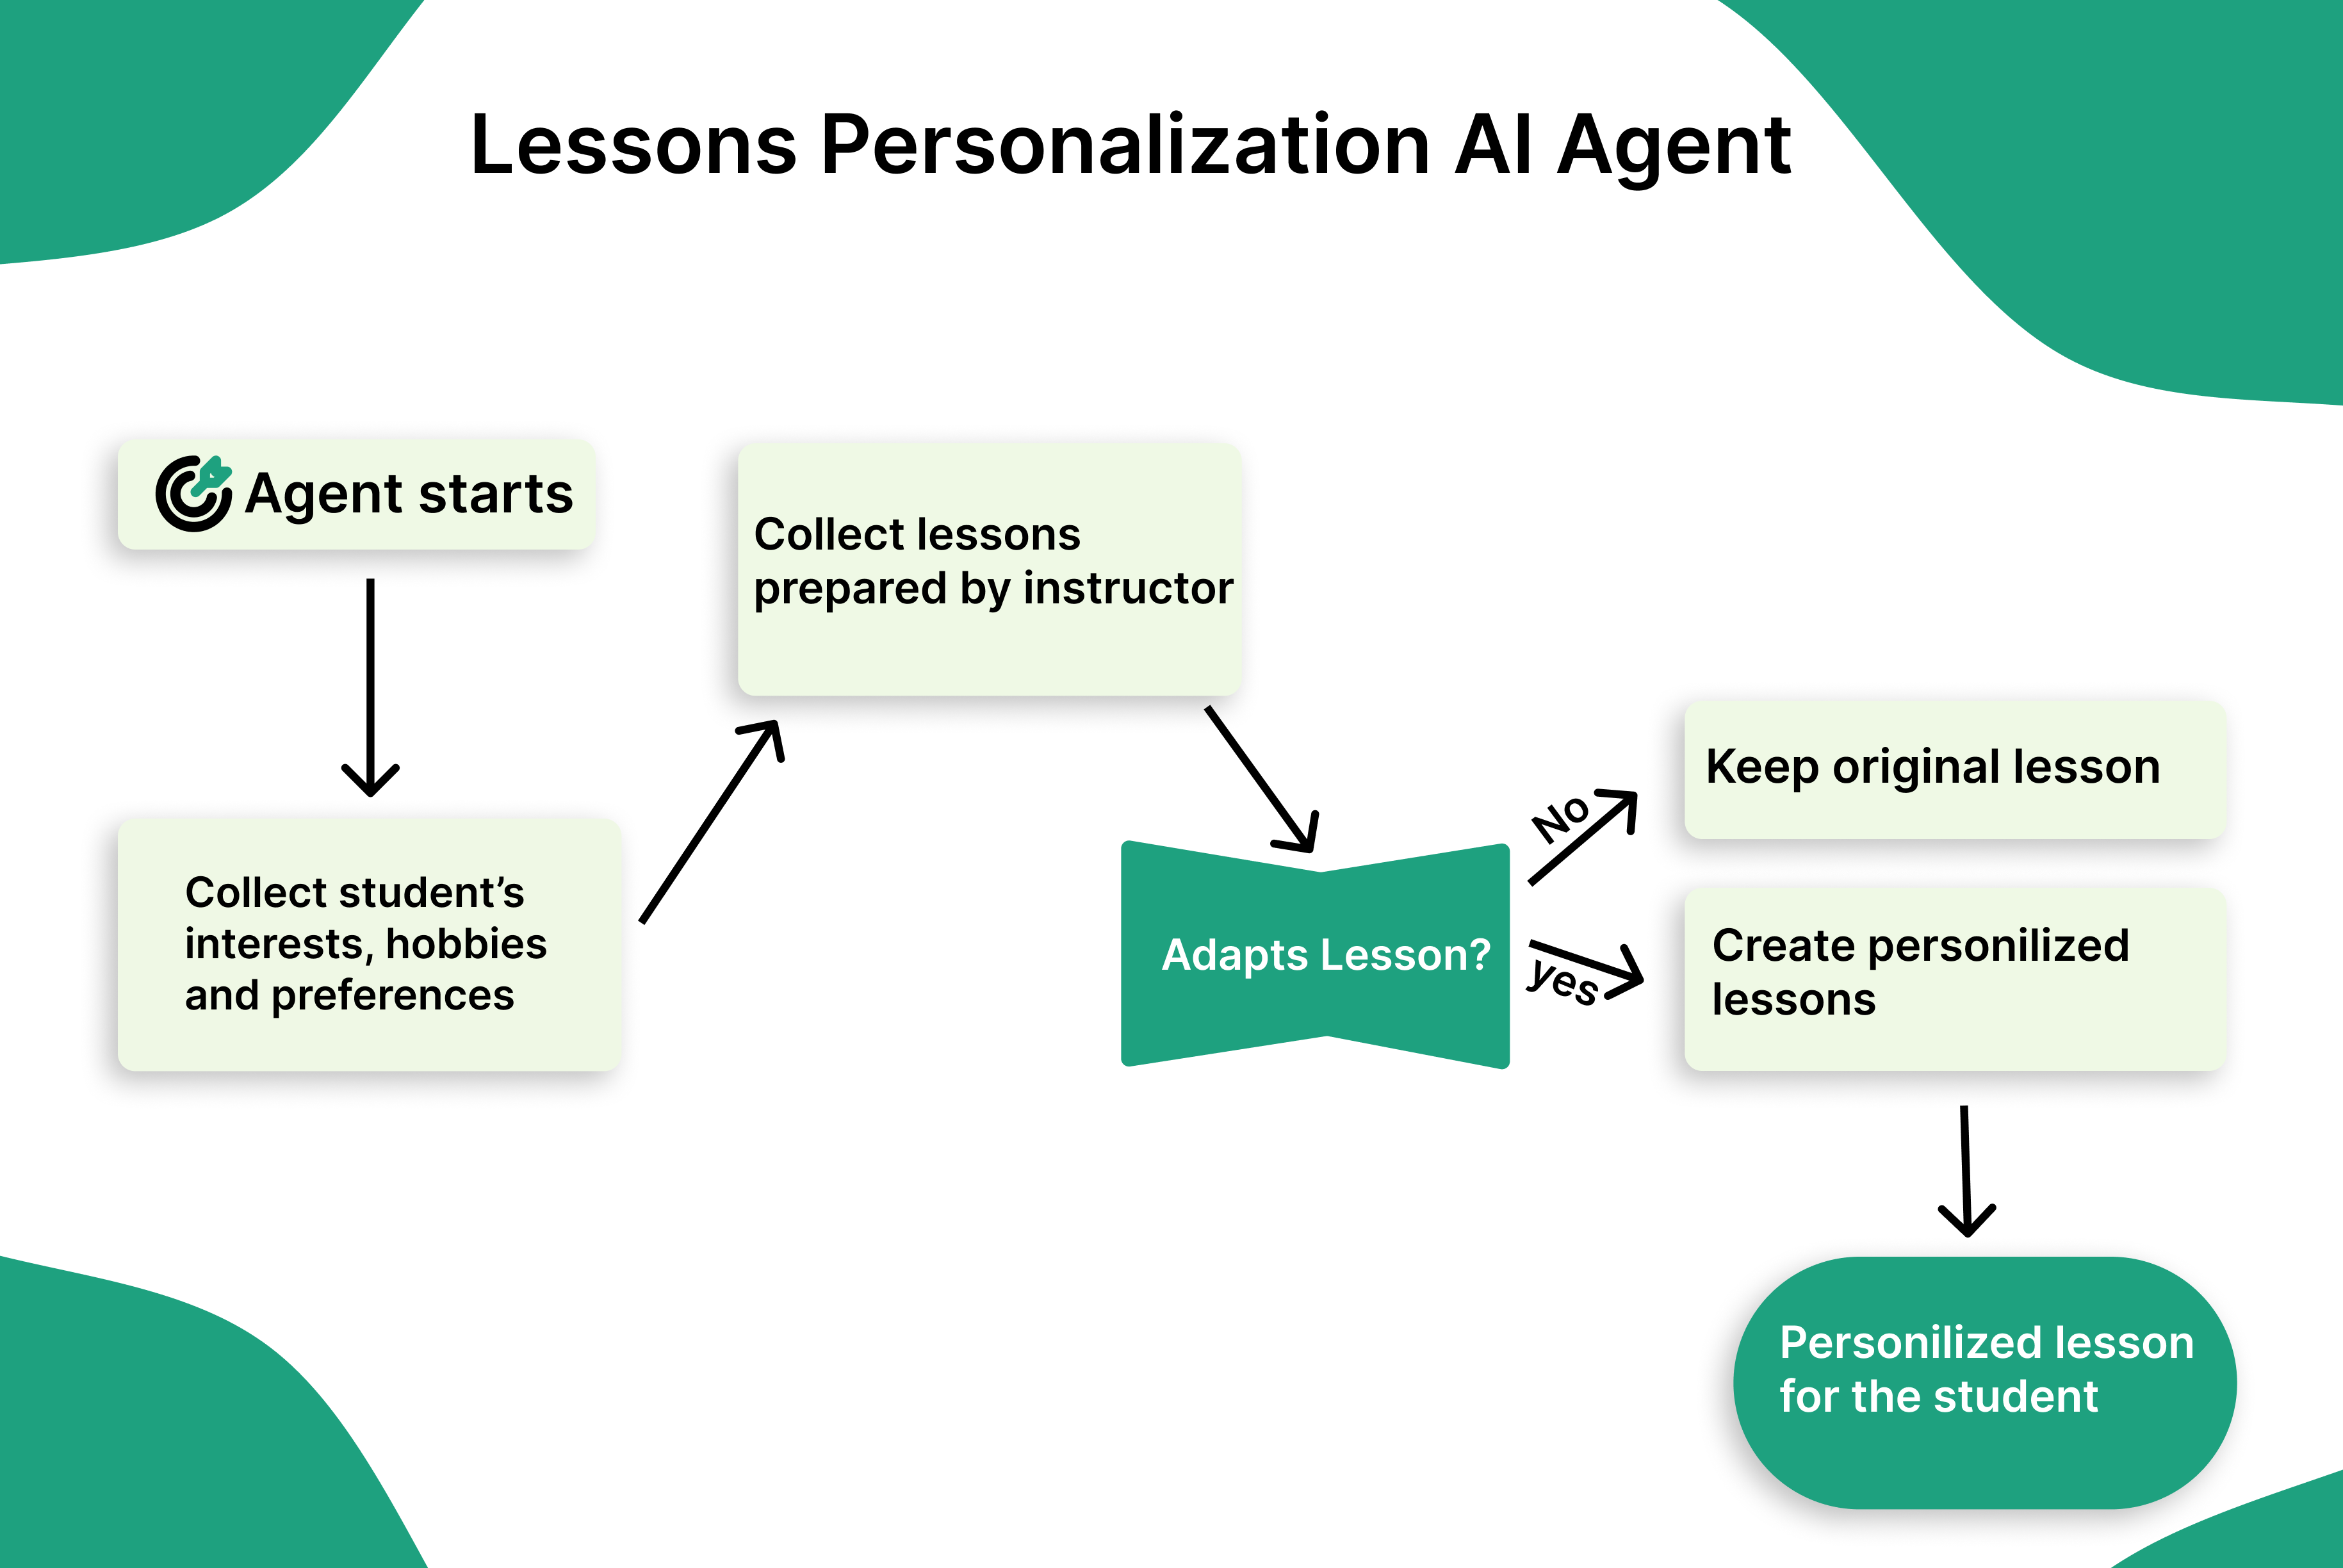 Lessons Personalization AI Agent
Agent starts
Collect student’s
interests, hobbies
and preferences
Collect lessons
prepared by instructor
Adapts Lesson?
No
yes
Keep original lesson
Create personilized
lessons
Personilized lesson
for the student